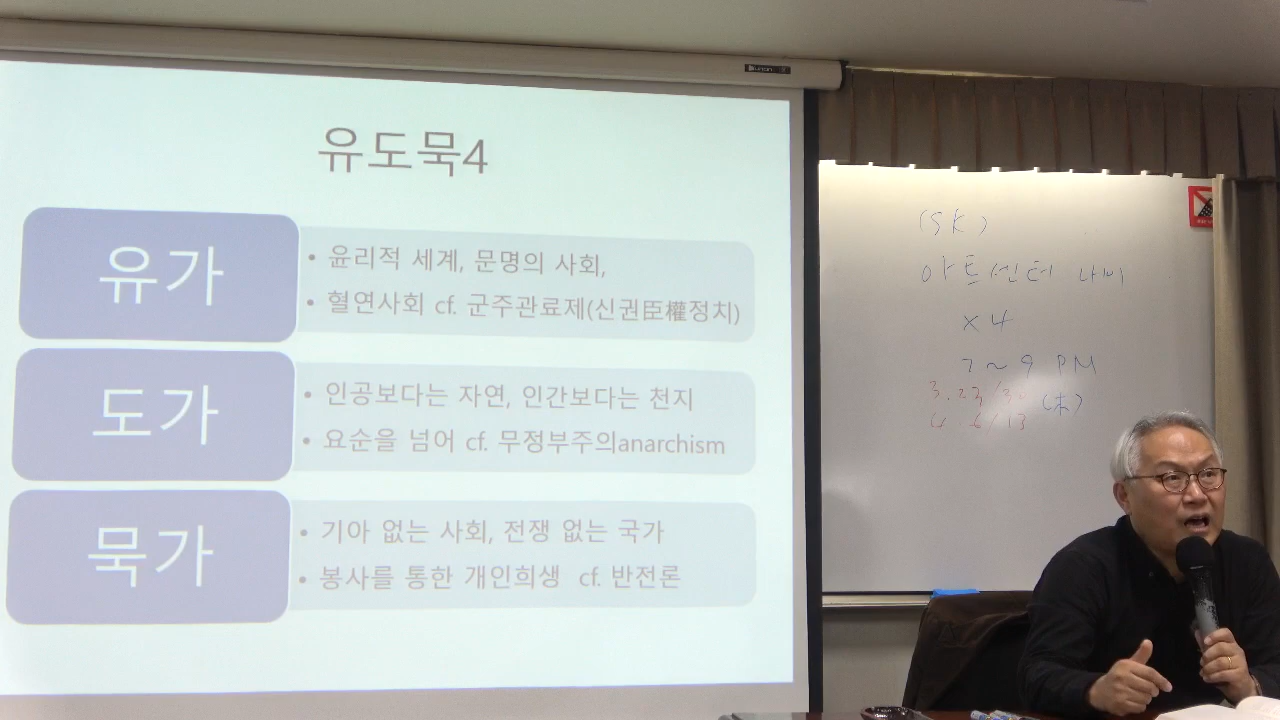 유도묵4
유가
• 윤리적 세계, 문명의 사회,
• 혈연사회 cf. 군주관료제(신권臣權정치)
도가
• 인공보다는 자연, 인간보다는 천지
• 요순을 넘어 cf. 무정부주의anarchism
묵가
• 기아 없는 사회, 전쟁 없는 국가
• 봉사를 통한 개인희생 cf. 반전론
(SK)
아트센터 나비
x 4
7 ~ 9 PM
(木)
4. 6/13